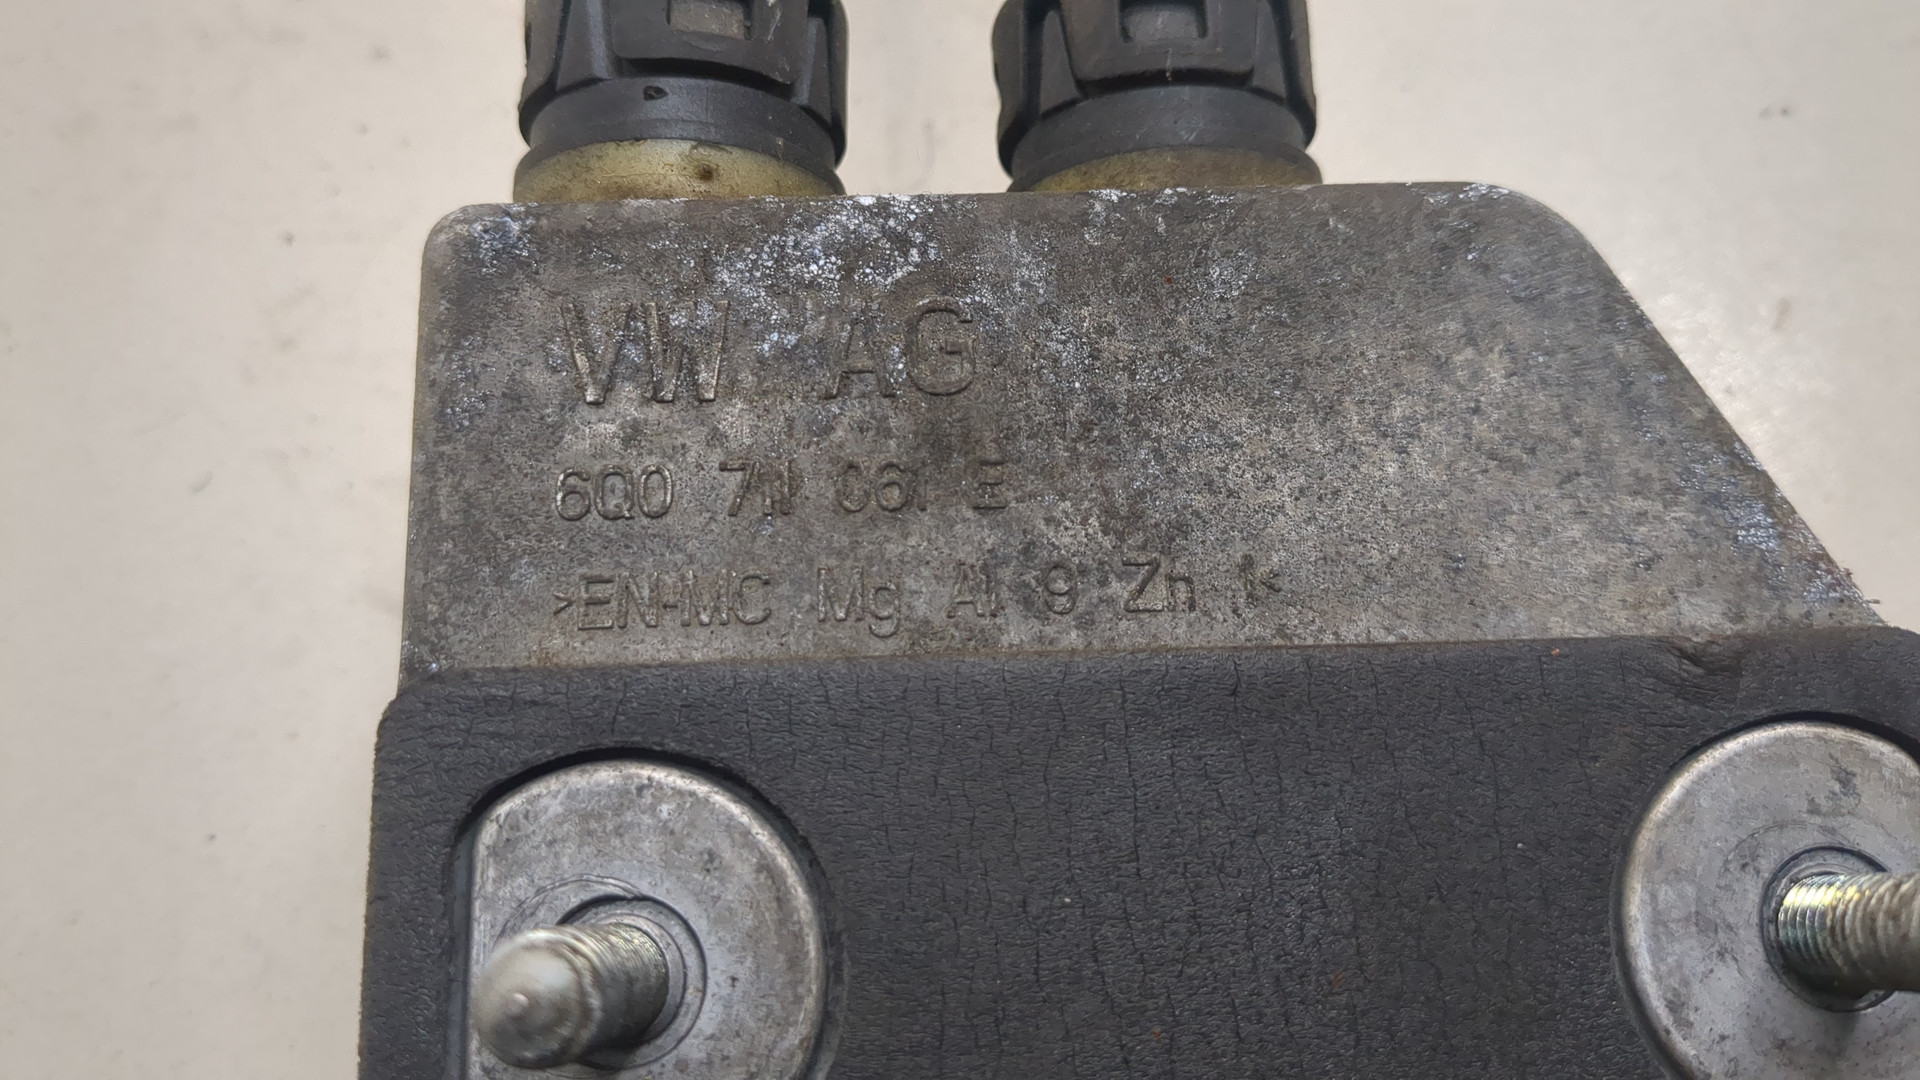 VW AG
6Q0 711 061 E
>EN-MC Mg Al 9 Zn 1<